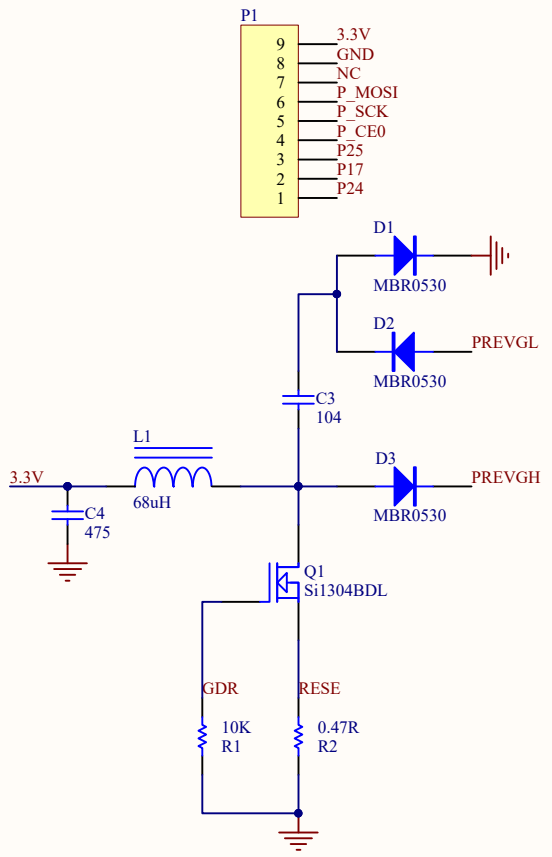 P1
9 3.3V
8 GND
7 NC
6 P_MOSI
5 P_SCK
4 P_CE0
3 P25
2 P17
1 P24
D1
MBR0530
D2
PREVGL
MBR0530
C3
104
L1
D3
3.3V
PREVGH
68uH
MBR0530
C4
475
Q1
Si1304BDL
GDR RESE
10K 0.47R
R1 R2